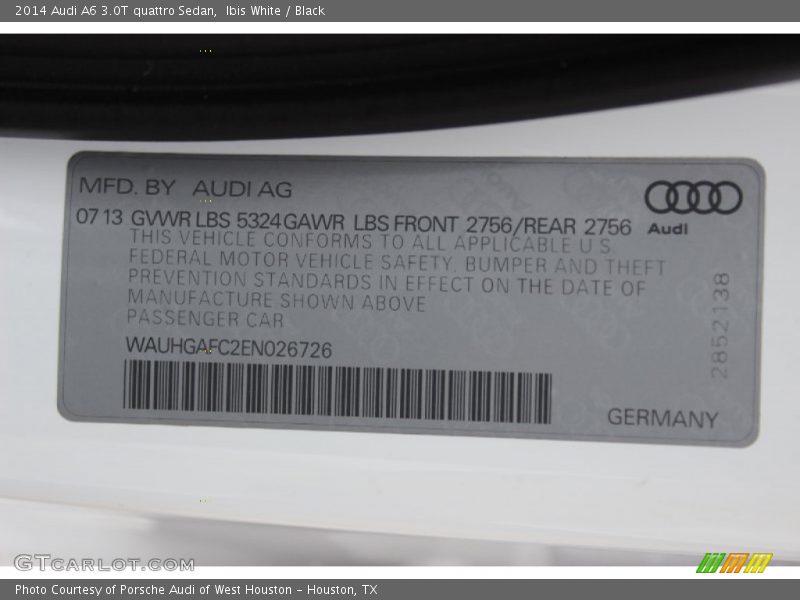 2014 Audi A6 3.0T quattro Sedan,  Ibis White / Black
MFD. BY AUDI AG
07 13 GVWR LBS 5324 GAWR LBS FRONT 2756/REAR 2756
Audi
THIS VEHICLE CONFORMS TO ALL APPLICABLE U S
FEDERAL MOTOR VEHICLE SAFETY, BUMPER AND THEFT
PREVENTION STANDARDS IN EFFECT ON THE DATE OF
MANUFACTURE SHOWN ABOVE
PASSENGER CAR
2852138
WAUHGAFC2EN026726
GERMANY
GTCARLOT.COM
Photo Courtesy of Porsche Audi of West Houston – Houston, TX